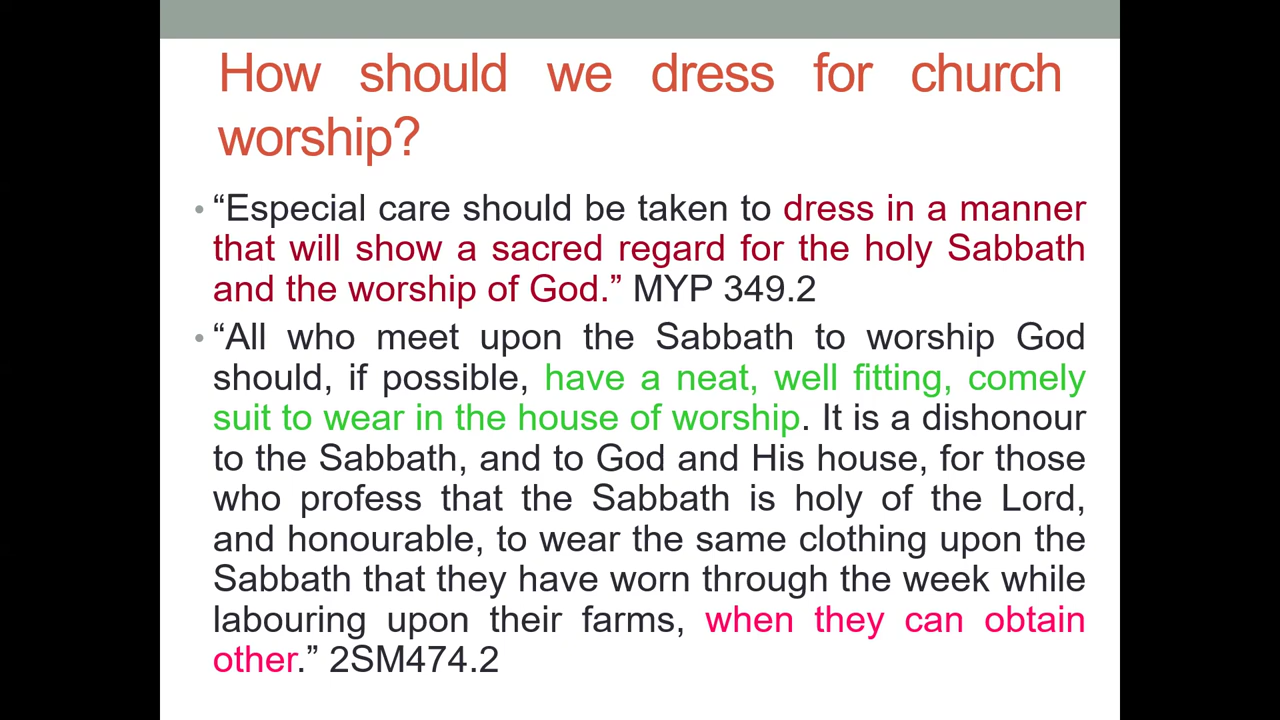 How should we dress for church
worship?
• “Especial care should be taken to dress in a manner
that will show a sacred regard for the holy Sabbath
and the worship of God.” MYP 349.2
• “All who meet upon the Sabbath to worship God
should, if possible, have a neat, well fitting, comely
suit to wear in the house of worship. It is a dishonour
to the Sabbath, and to God and His house, for those
who profess that the Sabbath is holy of the Lord,
and honourable, to wear the same clothing upon the
Sabbath that they have worn through the week while
labouring upon their farms, when they can obtain
other.” 2SM474.2